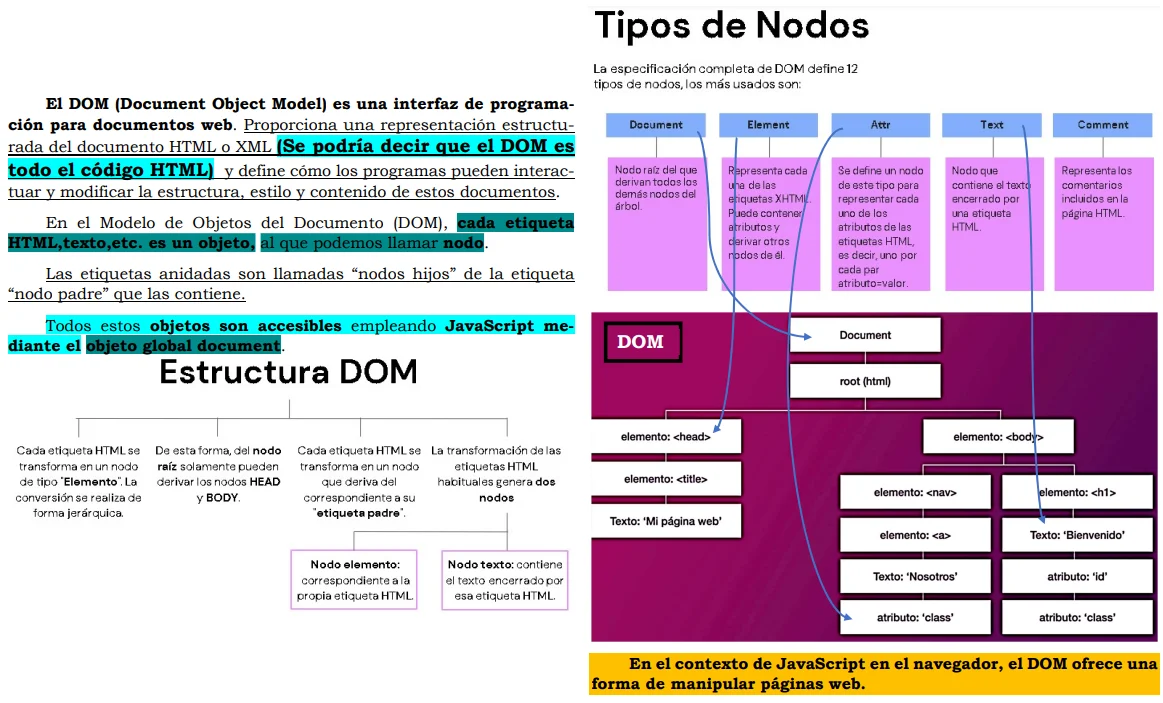 El DOM (Document Object Model) es una interfaz de programa-
ción para documentos web. Proporciona una representación estructu-
rada del documento HTML o XML (Se podría decir que el DOM es
todo el código HTML) y define cómo los programas pueden interac-
tuar y modificar la estructura, estilo y contenido de estos documentos.
En el Modelo de Objetos del Documento (DOM), cada etiqueta
HTML,texto,etc. es un objeto, al que podemos llamar nodo.
Las etiquetas anidadas son llamadas “nodos hijos” de la etiqueta
“nodo padre” que las contiene.
Todos estos objetos son accesibles empleando JavaScript me-
diante el objeto global document.
Estructura DOM
Cada etiqueta HTML se
transforma en un nodo
de tipo "Elemento". La
conversión se realiza de
forma jerárquica.
De esta forma, del nodo
raíz solamente pueden
derivar los nodos HEAD
y BODY.
Cada etiqueta HTML se
transforma en un nodo
que deriva del
correspondiente a su
"etiqueta padre".
La transformación de las
etiquetas HTML
habituales genera dos
nodos
Nodo elemento:
correspondiente a la
propia etiqueta HTML.
Nodo texto: contiene
el texto encerrado por
esa etiqueta HTML.
Tipos de Nodos
La especificación completa de DOM define 12
tipos de nodos, los más usados son:
Document
Nodo raíz del que
derivan todos los
demás nodos del
árbol.
Element
Representa cada
una de las
etiquetas XHTML.
Puede contener
atributos y
derivar otros
nodos de él.
Attr
Se define un nodo
de este tipo para
representar cada
uno de los
atributos de las
etiquetas HTML,
es decir, uno por
cada par
atributo=valor.
Text
Nodo que
contiene el texto
encerrado por
una etiqueta
HTML.
Comment
Representa los
comentarios
incluidos en la
página HTML.
DOM
Document
root (html)
elemento: <head>
elemento: <title>
Texto: ‘Mi página web’
elemento: <body>
elemento: <nav>
elemento: <a>
Texto: ‘Nosotros’
atributo: ‘class’
elemento: <h1>
Texto: ‘Bienvenido’
atributo: ‘id’
atributo: ‘class’
En el contexto de JavaScript en el navegador, el DOM ofrece una
forma de manipular páginas web.